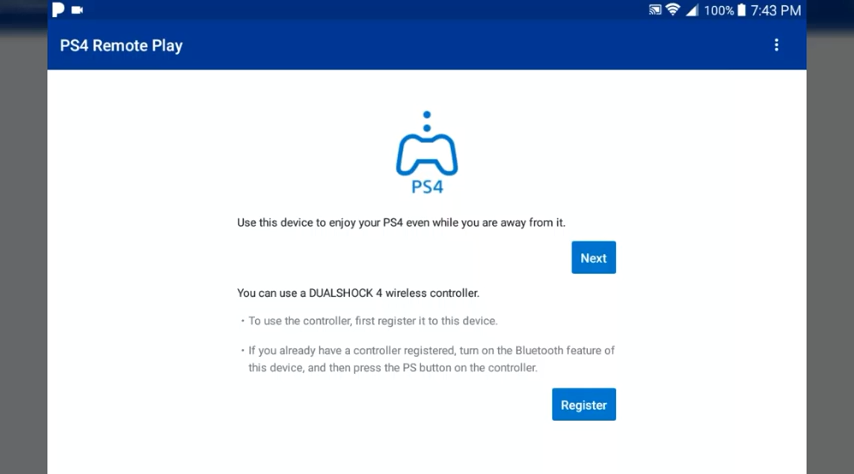 100% 7:43 PM
PS4 Remote Play
PS4
Use this device to enjoy your PS4 even while you are away from it.
Next
You can use a DUALSHOCK 4 wireless controller.
・To use the controller, first register it to this device.
・If you already have a controller registered, turn on the Bluetooth feature of
this device, and then press the PS button on the controller.
Register